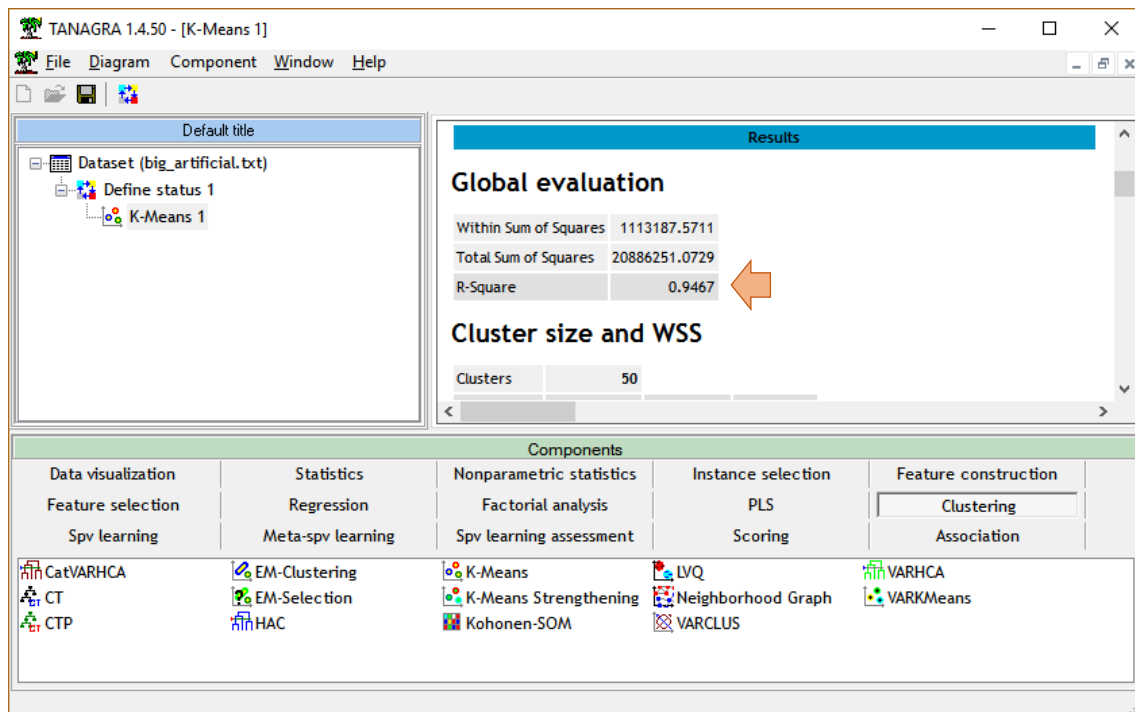 TANAGRA 1.4.50 - [K-Means 1]
File Diagram Component Window Help
Default title
Dataset (big_artificial.txt)
Define status 1
K-Means 1
Results
Global evaluation
Within Sum of Squares 1113187.5711
Total Sum of Squares 20886251.0729
R-Square 0.9467
Cluster size and WSS
Clusters 50
Components
Data visualization Statistics Nonparametric statistics Instance selection Feature construction
Feature selection Regression Factorial analysis PLS Clustering
Spv learning Meta-spv learning Spv learning assessment Scoring Association
CatVARHCA EM-Clustering K-Means LVQ VARHCA
CT EM-Selection K-Means Strengthening Neighborhood Graph VARKMeans
CTP HAC Kohonen-SOM VARCLUS